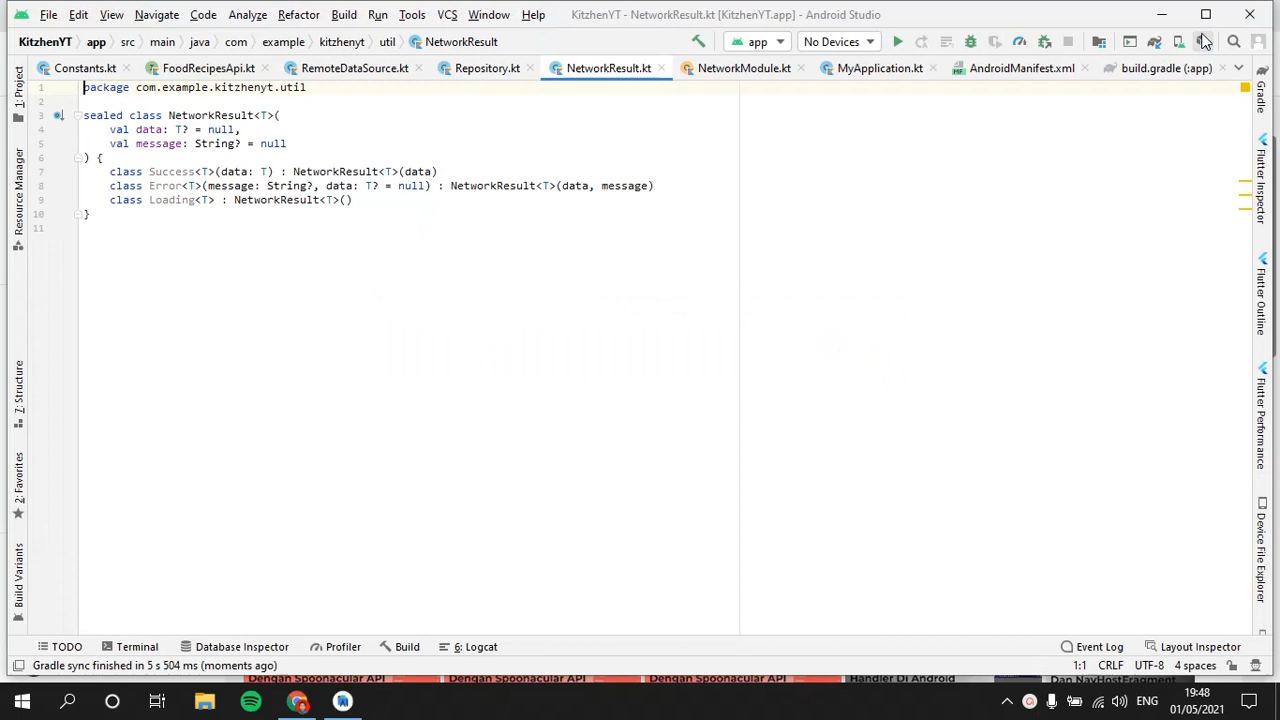 File Edit View Navigate Code Analyze Refactor Build Run Tools VCS Window Help KitzhenYT - NetworkResult.kt [KitzhenYT.app] - Android Studio
KitzhenYT app src main java com example kitzhenyt util NetworkResult app No Devices
Constants.kt FoodRecipesApi.kt RemoteDataSource.kt Repository.kt NetworkResult.kt NetworkModule.kt MyApplication.kt AndroidManifest.xml build.gradle (:app)
1 package com.example.kitzhenyt.util
2
3 sealed class NetworkResult<T>(
4 val data: T? = null,
5 val message: String? = null
6 ) {
7 class Success<T>(data: T) : NetworkResult<T>(data)
8 class Error<T>(message: String?, data: T? = null) : NetworkResult<T>(data, message)
9 class Loading<T> : NetworkResult<T>()
10 }
11
1: Project
Resource Manager
7: Structure
2: Favorites
Build Variants
Gradle
Flutter Inspector
Flutter Outline
Flutter Performance
Device File Explorer
TODO Terminal Database Inspector Profiler Build 6: Logcat Event Log Layout Inspector
Gradle sync finished in 5 s 504 ms (moments ago) 1:1 CRLF UTF-8 4 spaces
Dengan Spoonacular API Dengan Spoonacular API Dengan Spoonacular API Handler Di Android Dan NavHostFragment
ENG 19:48
01/05/2021